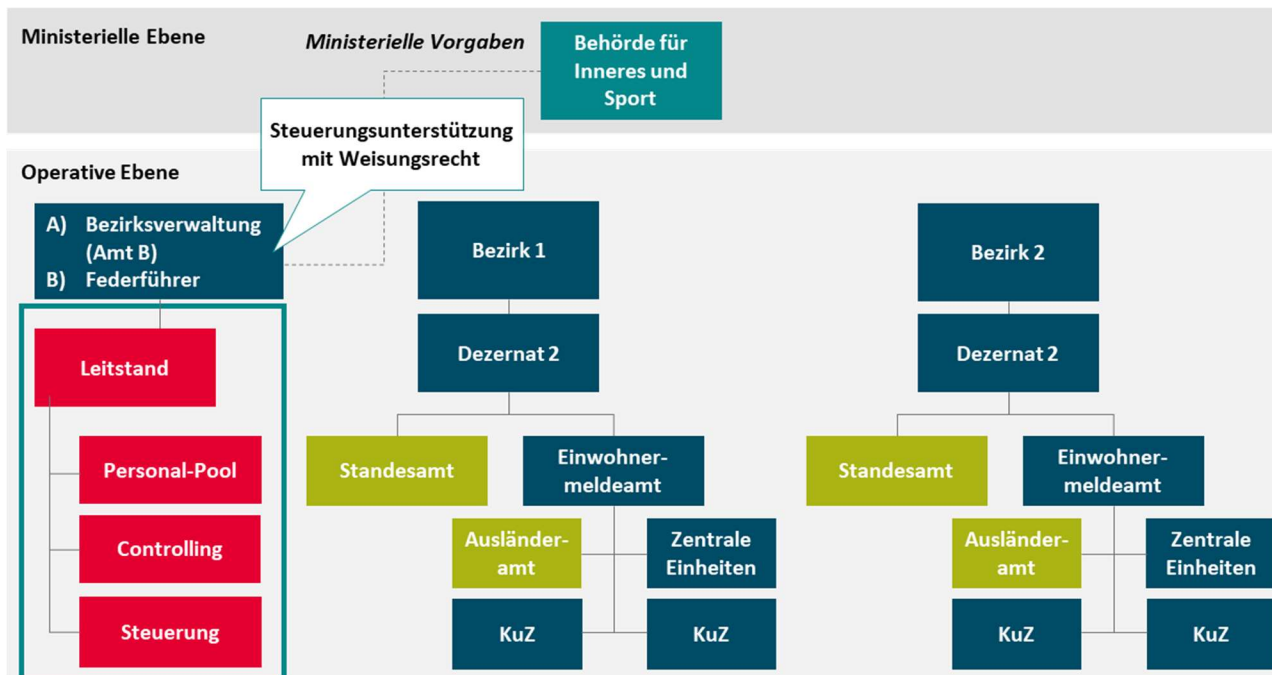 Ministerielle Ebene
Ministerielle Vorgaben
Behörde für
Inneres und
Sport
Steuerungsunterstützung
mit Weisungsrecht
Operative Ebene
A) Bezirksverwaltung
(Amt B)
B) Federführer
Leitstand
Personal-Pool
Controlling
Steuerung
Bezirk 1
Dezernat 2
Standesamt
Einwohner-
meldeamt
Ausländer-
amt
Zentrale
Einheiten
KuZ
KuZ
Bezirk 2
Dezernat 2
Standesamt
Einwohner-
meldeamt
Ausländer-
amt
Zentrale
Einheiten
KuZ
KuZ